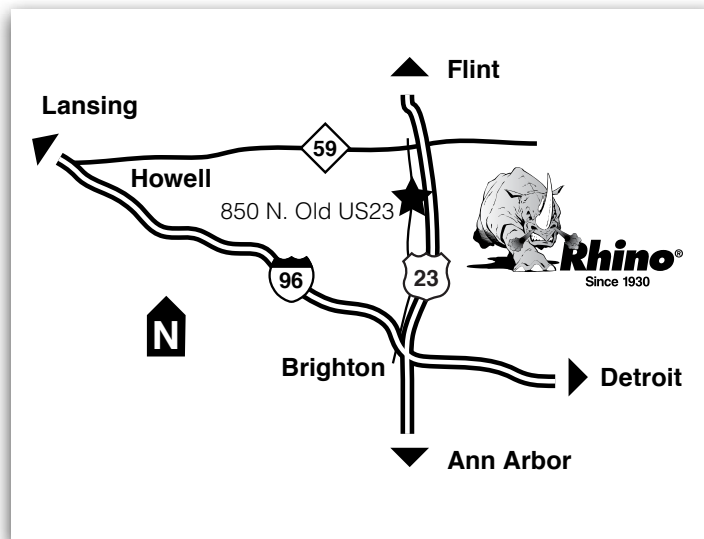 Flint
Lansing
59
Howell
850 N. Old US23
Rhino®
Since 1930
96
23
N
Brighton
Detroit
Ann Arbor